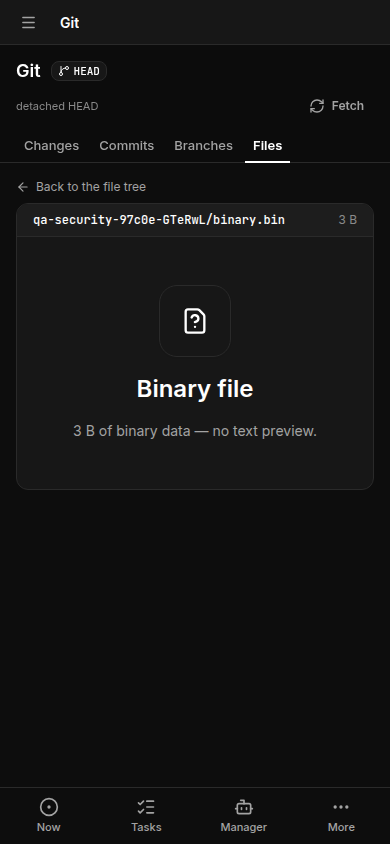 Git
Git HEAD
detached HEAD Fetch
Changes Commits Branches Files
Back to the file tree
qa-security-97c0e-GTeRwL/binary.bin 3 B
Binary file
3 B of binary data — no text preview.
Now Tasks Manager More